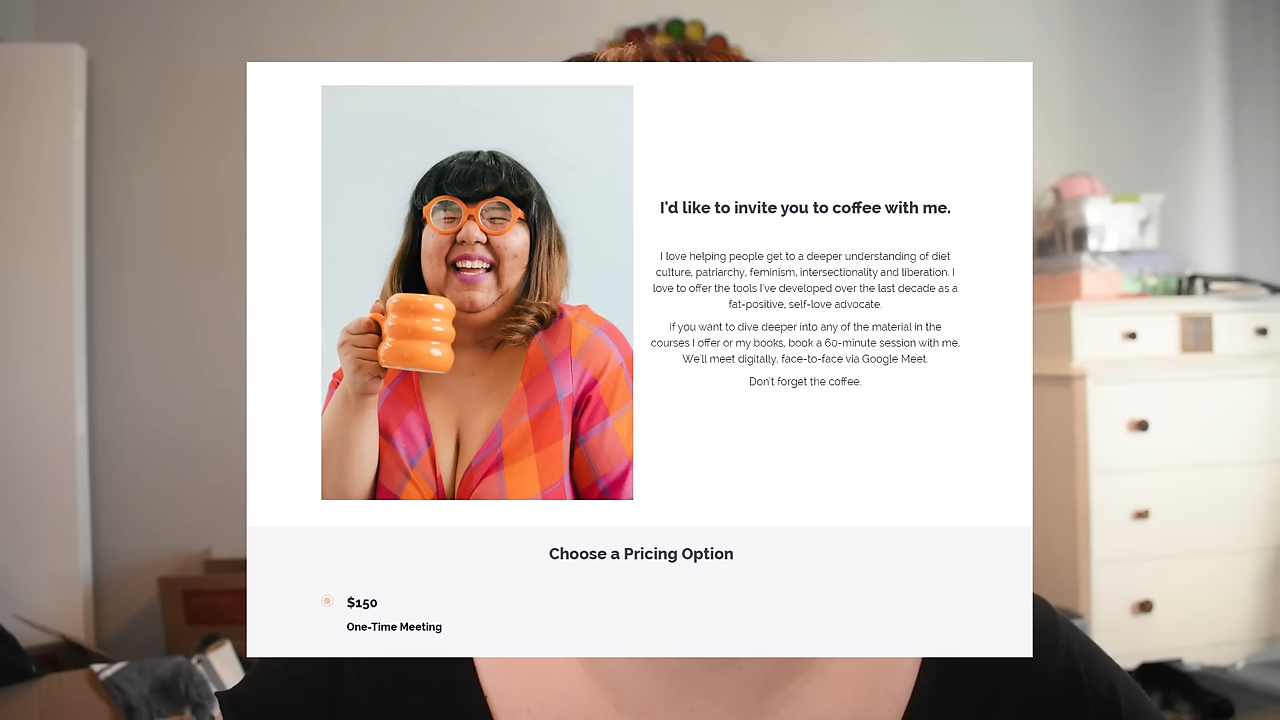 I'd like to invite you to coffee with me.
I love helping people get to a deeper understanding of diet
culture, patriarchy, feminism, intersectionality and liberation. I
love to offer the tools I've developed over the last decade as a
fat-positive, self-love advocate.
If you want to dive deeper into any of the material in the
courses I offer or my books, book a 60-minute session with me.
We'll meet digitally, face-to-face via Google Meet.
Don't forget the coffee.
Choose a Pricing Option
$150
One-Time Meeting